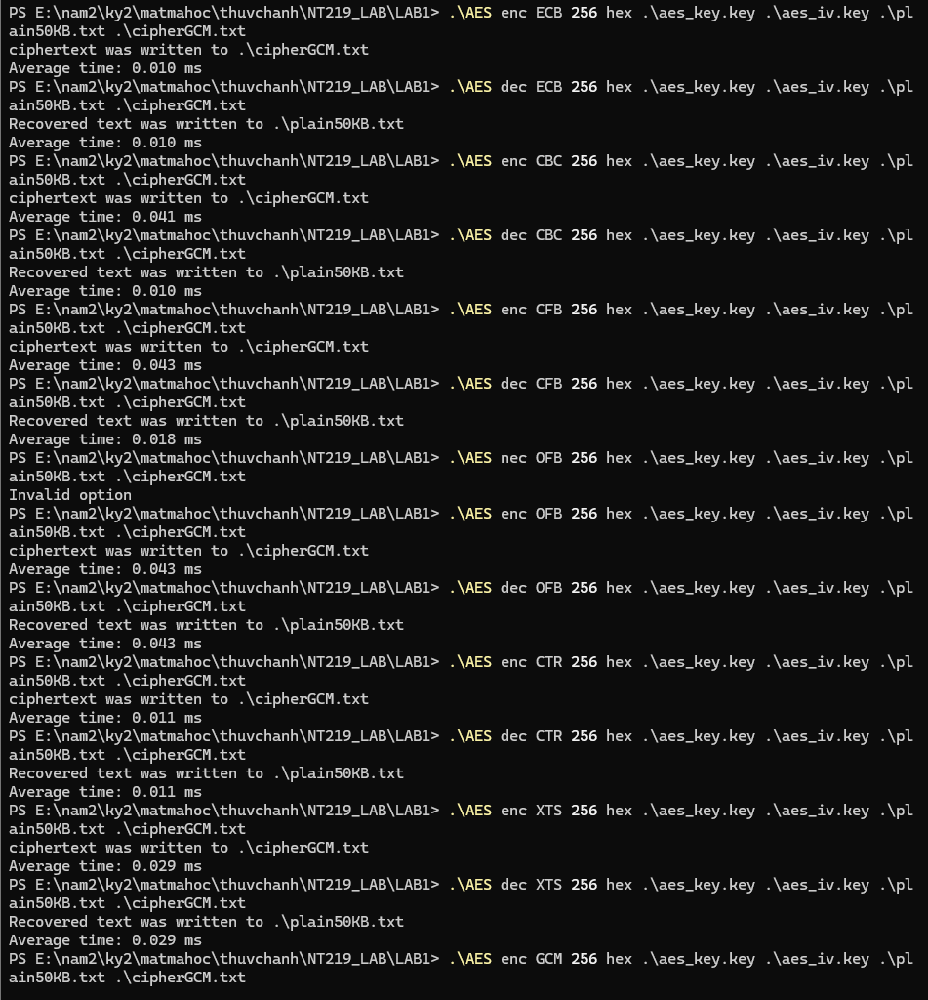 PS E:\nam2\ky2\matmahoc\thuvchanh\NT219_LAB\LAB1> .\AES enc ECB 256 hex .\aes_key.key .\aes_iv.key .\pl
ain50KB.txt .\cipherGCM.txt
ciphertext was written to .\cipherGCM.txt
Average time: 0.010 ms
PS E:\nam2\ky2\matmahoc\thuvchanh\NT219_LAB\LAB1> .\AES dec ECB 256 hex .\aes_key.key .\aes_iv.key .\pl
ain50KB.txt .\cipherGCM.txt
Recovered text was written to .\plain50KB.txt
Average time: 0.010 ms
PS E:\nam2\ky2\matmahoc\thuvchanh\NT219_LAB\LAB1> .\AES enc CBC 256 hex .\aes_key.key .\aes_iv.key .\pl
ain50KB.txt .\cipherGCM.txt
ciphertext was written to .\cipherGCM.txt
Average time: 0.041 ms
PS E:\nam2\ky2\matmahoc\thuvchanh\NT219_LAB\LAB1> .\AES dec CBC 256 hex .\aes_key.key .\aes_iv.key .\pl
ain50KB.txt .\cipherGCM.txt
Recovered text was written to .\plain50KB.txt
Average time: 0.010 ms
PS E:\nam2\ky2\matmahoc\thuvchanh\NT219_LAB\LAB1> .\AES enc CFB 256 hex .\aes_key.key .\aes_iv.key .\pl
ain50KB.txt .\cipherGCM.txt
ciphertext was written to .\cipherGCM.txt
Average time: 0.043 ms
PS E:\nam2\ky2\matmahoc\thuvchanh\NT219_LAB\LAB1> .\AES dec CFB 256 hex .\aes_key.key .\aes_iv.key .\pl
ain50KB.txt .\cipherGCM.txt
Recovered text was written to .\plain50KB.txt
Average time: 0.018 ms
PS E:\nam2\ky2\matmahoc\thuvchanh\NT219_LAB\LAB1> .\AES nec OFB 256 hex .\aes_key.key .\aes_iv.key .\pl
ain50KB.txt .\cipherGCM.txt
Invalid option
PS E:\nam2\ky2\matmahoc\thuvchanh\NT219_LAB\LAB1> .\AES enc OFB 256 hex .\aes_key.key .\aes_iv.key .\pl
ain50KB.txt .\cipherGCM.txt
ciphertext was written to .\cipherGCM.txt
Average time: 0.043 ms
PS E:\nam2\ky2\matmahoc\thuvchanh\NT219_LAB\LAB1> .\AES dec OFB 256 hex .\aes_key.key .\aes_iv.key .\pl
ain50KB.txt .\cipherGCM.txt
Recovered text was written to .\plain50KB.txt
Average time: 0.043 ms
PS E:\nam2\ky2\matmahoc\thuvchanh\NT219_LAB\LAB1> .\AES enc CTR 256 hex .\aes_key.key .\aes_iv.key .\pl
ain50KB.txt .\cipherGCM.txt
ciphertext was written to .\cipherGCM.txt
Average time: 0.011 ms
PS E:\nam2\ky2\matmahoc\thuvchanh\NT219_LAB\LAB1> .\AES dec CTR 256 hex .\aes_key.key .\aes_iv.key .\pl
ain50KB.txt .\cipherGCM.txt
Recovered text was written to .\plain50KB.txt
Average time: 0.011 ms
PS E:\nam2\ky2\matmahoc\thuvchanh\NT219_LAB\LAB1> .\AES enc XTS 256 hex .\aes_key.key .\aes_iv.key .\pl
ain50KB.txt .\cipherGCM.txt
ciphertext was written to .\cipherGCM.txt
Average time: 0.029 ms
PS E:\nam2\ky2\matmahoc\thuvchanh\NT219_LAB\LAB1> .\AES dec XTS 256 hex .\aes_key.key .\aes_iv.key .\pl
ain50KB.txt .\cipherGCM.txt
Recovered text was written to .\plain50KB.txt
Average time: 0.029 ms
PS E:\nam2\ky2\matmahoc\thuvchanh\NT219_LAB\LAB1> .\AES enc GCM 256 hex .\aes_key.key .\aes_iv.key .\pl
ain50KB.txt .\cipherGCM.txt